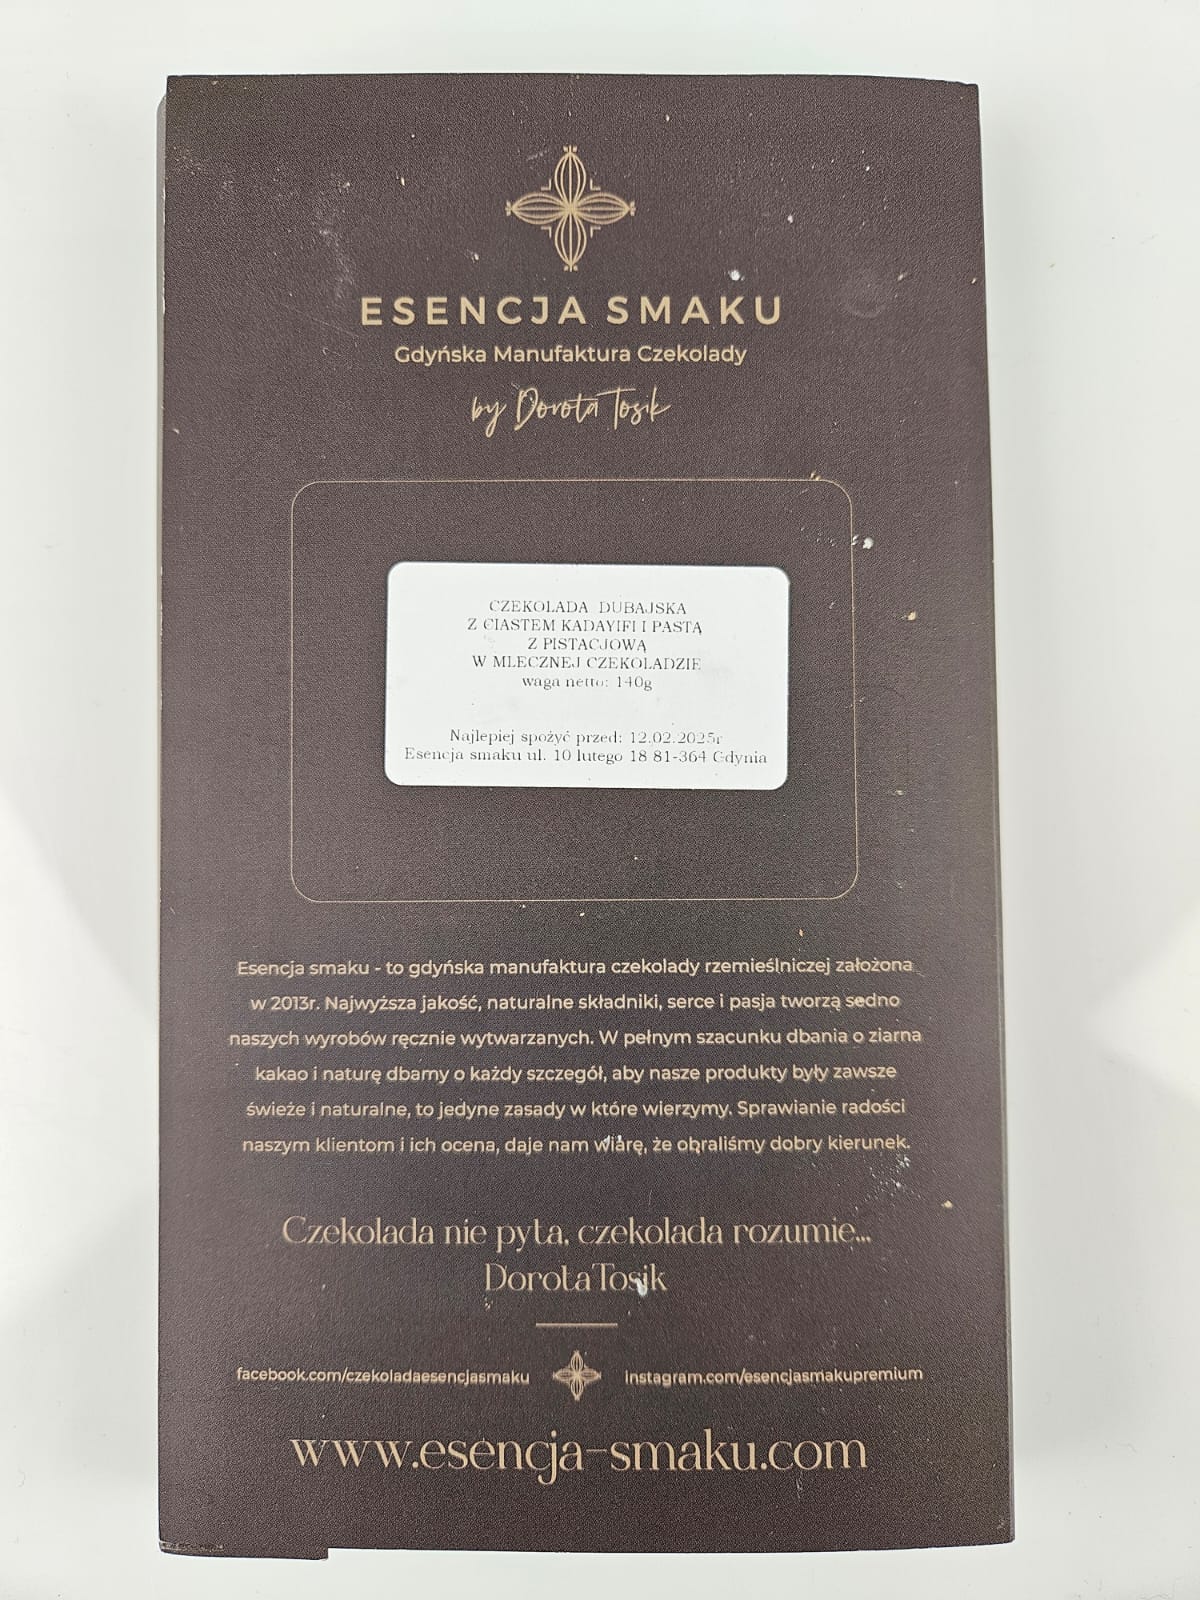 ESENCJA SMAKU
Gdyńska Manufaktura Czekolady
by Dorota Tosik
CZEKOLADA DUBAJSKA
Z CIASTEM KADAYIFI I PASTĄ
Z PISTACJOWĄ
W MLECZNEJ CZEKOLADZIE
waga netto: 140g
Najlepiej spożyć przed: 12.02.2025r
Esencja smaku ul. 10 lutego 18 81-364 Gdynia
Esencja smaku - to gdyńska manufaktura czekolady rzemieślniczej założona
w 2013r. Najwyższa jakość, naturalne składniki, serce i pasja tworzą sedno
naszych wyrobów ręcznie wytwarzanych. W pełnym szacunku dbania o ziarna
kakao i naturę dbamy o każdy szczegół, aby nasze produkty były zawsze
świeże i naturalne, to jedyne zasady w które wierzymy. Sprawianie radości
naszym klientom i ich ocena, daje nam wiarę, że obraliśmy dobry kierunek.
Czekolada nie pyta, czekolada rozumie...
Dorota Tosik
facebook.com/czekoladaesencjasmaku instagram.com/esencjasmakupremium
www.esencja-smaku.com